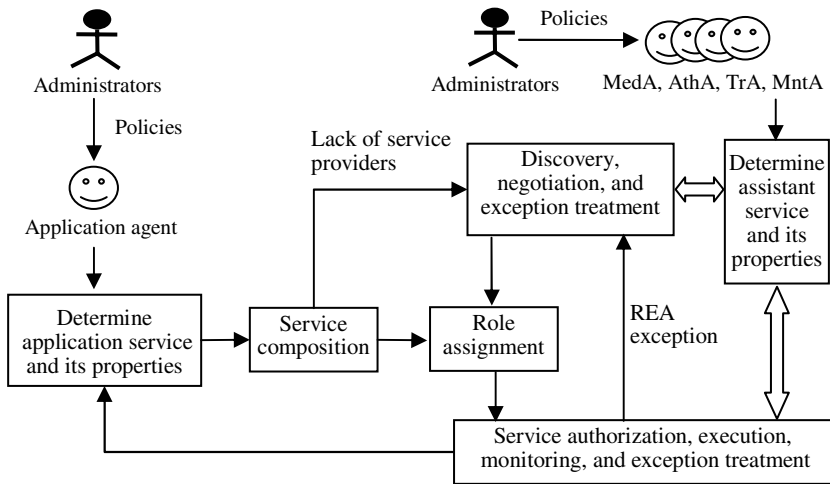 Policies
Administrators
Administrators
MedA, AthA, TrA, MntA
Policies
Lack of service
providers
Discovery,
negotiation, and
exception treatment
Determine
assistant
service
and its
properties
Application agent
Determine
application service
and its properties
Service
composition
Role
assignment
REA
exception
Service authorization, execution,
monitoring, and exception treatment